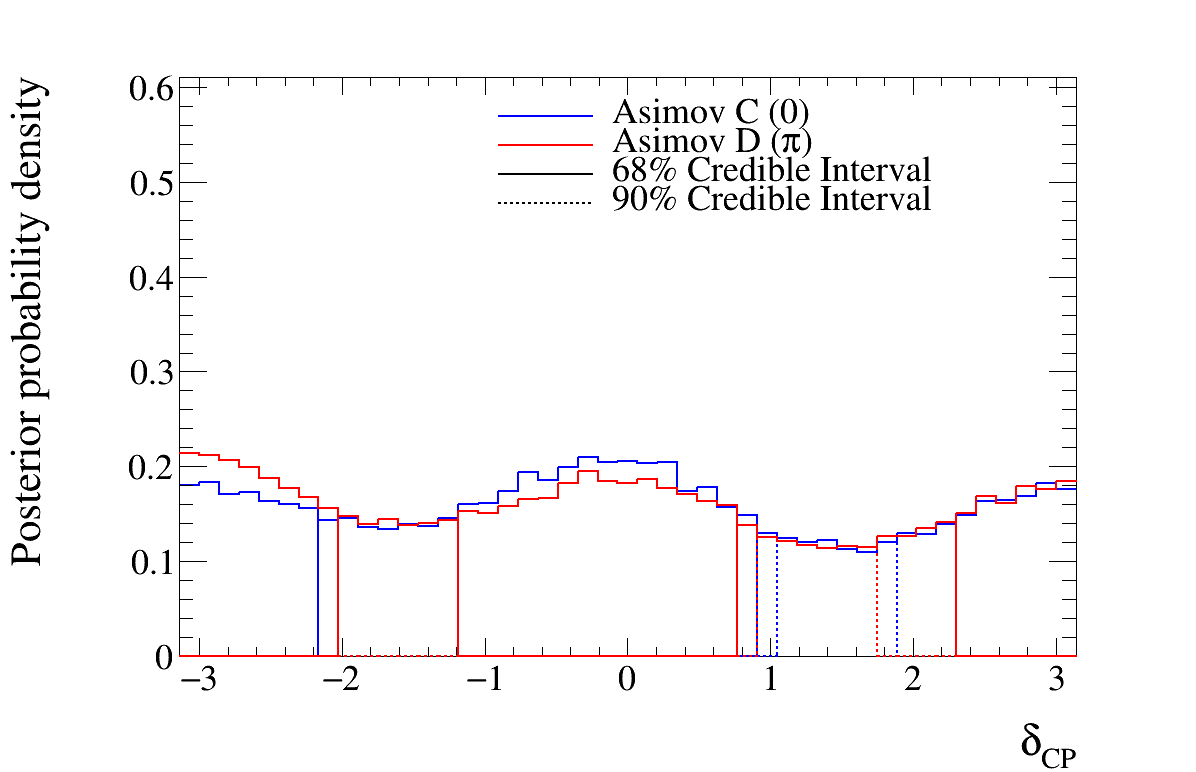 Posterior probability density
0.6
0.5
0.4
0.3
0.2
0.1
0
Asimov C (0)
Asimov D (π)
68% Credible Interval
90% Credible Interval
−3 −2 −1 0 1 2 3
δCP